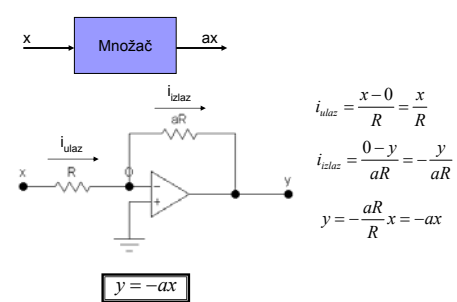 x Množač ax
i_izlaz
aR
i_ulaz
x R 0 y
−
+
i_ulaz = (x − 0)/R = x/R
i_izlaz = (0 − y)/aR = −y/aR
y = −(aR/R)x = −ax
y = −ax